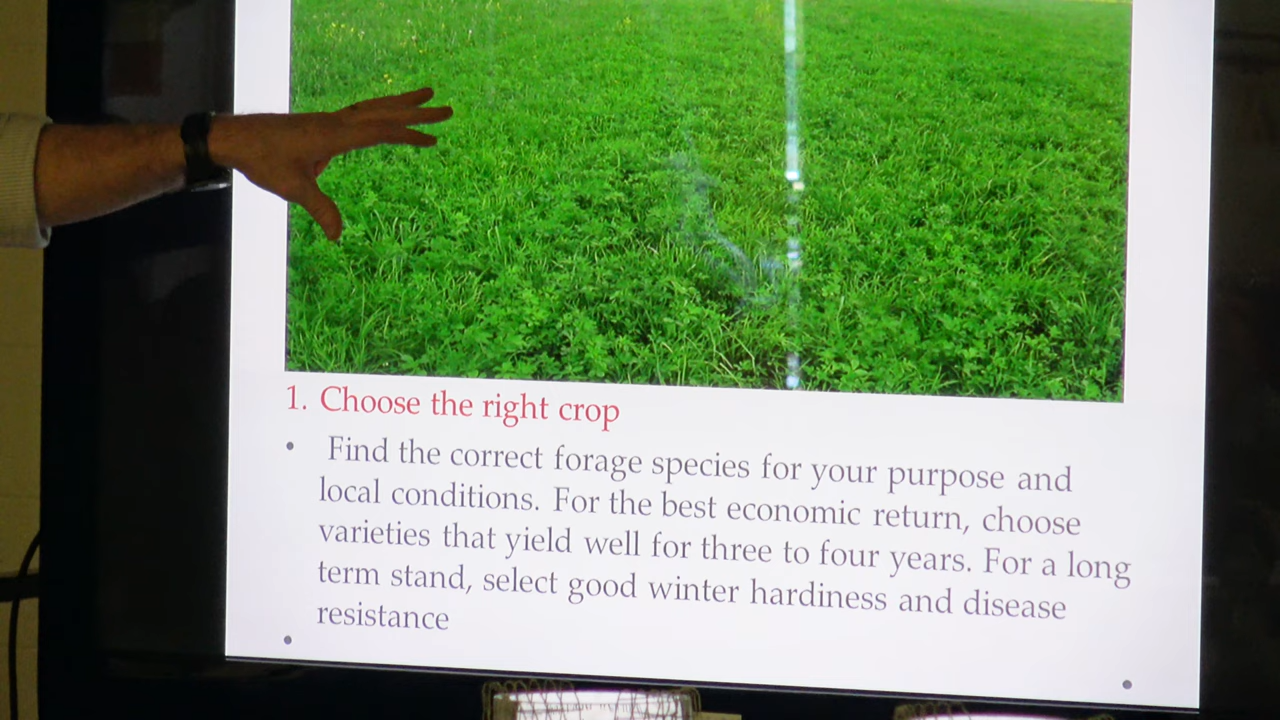 1. Choose the right crop
• Find the correct forage species for your purpose and
local conditions. For the best economic return, choose
varieties that yield well for three to four years. For a long
term stand, select good winter hardiness and disease
resistance